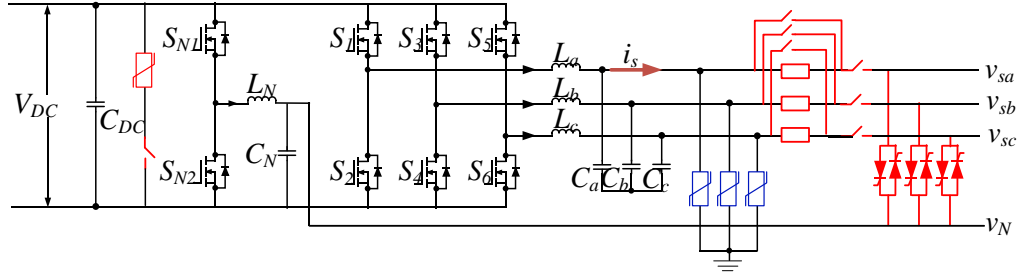 V_DC
C_DC
S_N1
S_N2
L_N
C_N
S_1
S_3
S_5
S_2
S_4
S_6
L_a
L_b
L_c
i_s
C_a
C_b
C_c
v_sa
v_sb
v_sc
v_N